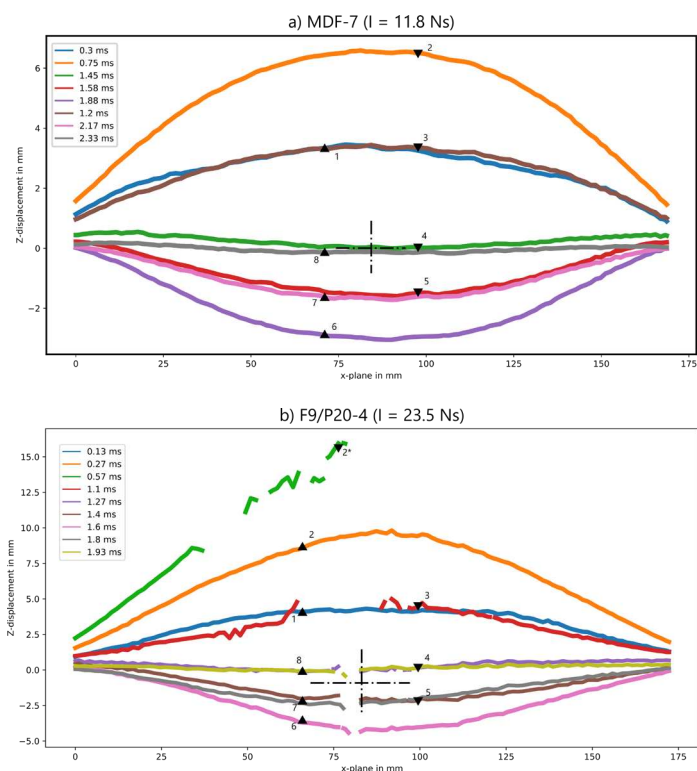 a) MDF-7 (I = 11.8 Ns)
0.3 ms
0.75 ms
1.45 ms
1.58 ms
1.88 ms
1.2 ms
2.17 ms
2.33 ms
Z-displacement in mm
6
4
2
0
−2
2
1
3
4
8
5
7
6
0 25 50 75 100 125 150 175
x-plane in mm
b) F9/P20-4 (I = 23.5 Ns)
0.13 ms
0.27 ms
0.57 ms
1.1 ms
1.27 ms
1.4 ms
1.6 ms
1.8 ms
1.93 ms
Z-displacement in mm
15.0
12.5
10.0
7.5
5.0
2.5
0.0
−2.5
−5.0
2*
2
1
3
8
4
7
5
6
0 25 50 75 100 125 150 175
x-plane in mm